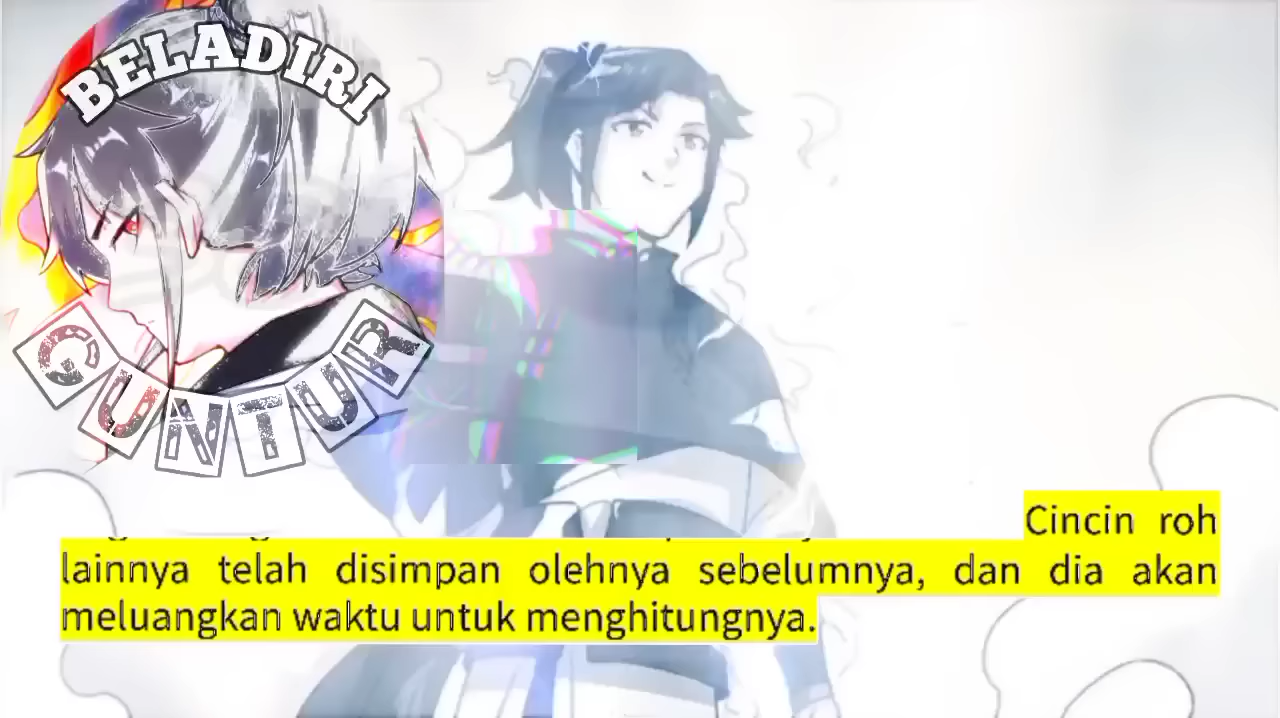 BELADIRI
GUNTUR
Cincin roh
lainnya telah disimpan olehnya sebelumnya, dan dia akan
meluangkan waktu untuk menghitungnya.